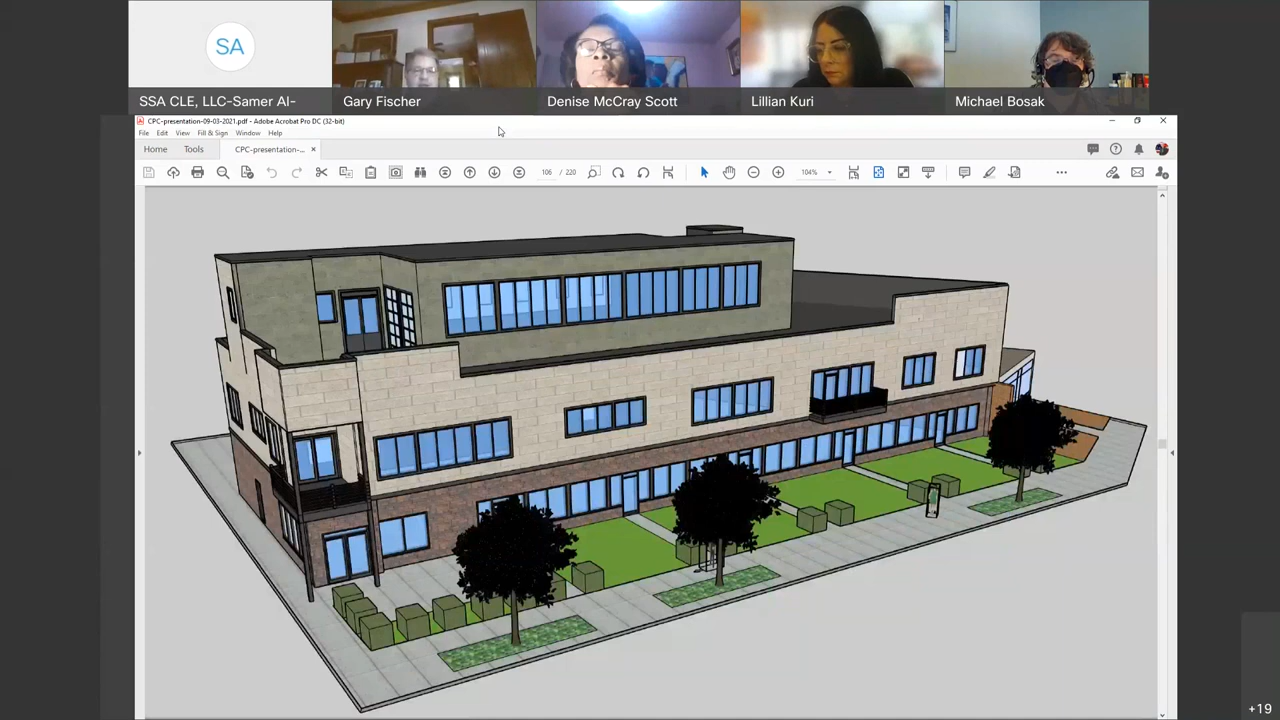 SA
SSA CLE, LLC-Samer Al-
Gary Fischer
Denise McCray Scott
Lillian Kuri
Michael Bosak
CPC-presentation-09-03-2021.pdf - Adobe Acrobat Pro DC (32-bit)
File Edit View Fill & Sign Window Help
Home Tools CPC-presentation-... ×
106 / 220 104%
+19